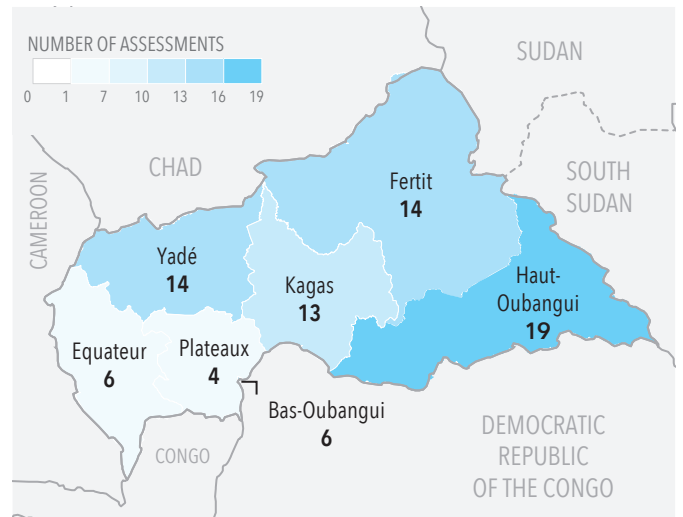 NUMBER OF ASSESSMENTS
0 1 7 10 13 16 19
SUDAN
CHAD
SOUTH
SUDAN
CAMEROON
Fertit
14
Yadé
14
Kagas
13
Haut-
Oubangui
19
Equateur
6
Plateaux
4
Bas-Oubangui
6
CONGO
DEMOCRATIC
REPUBLIC
OF THE CONGO